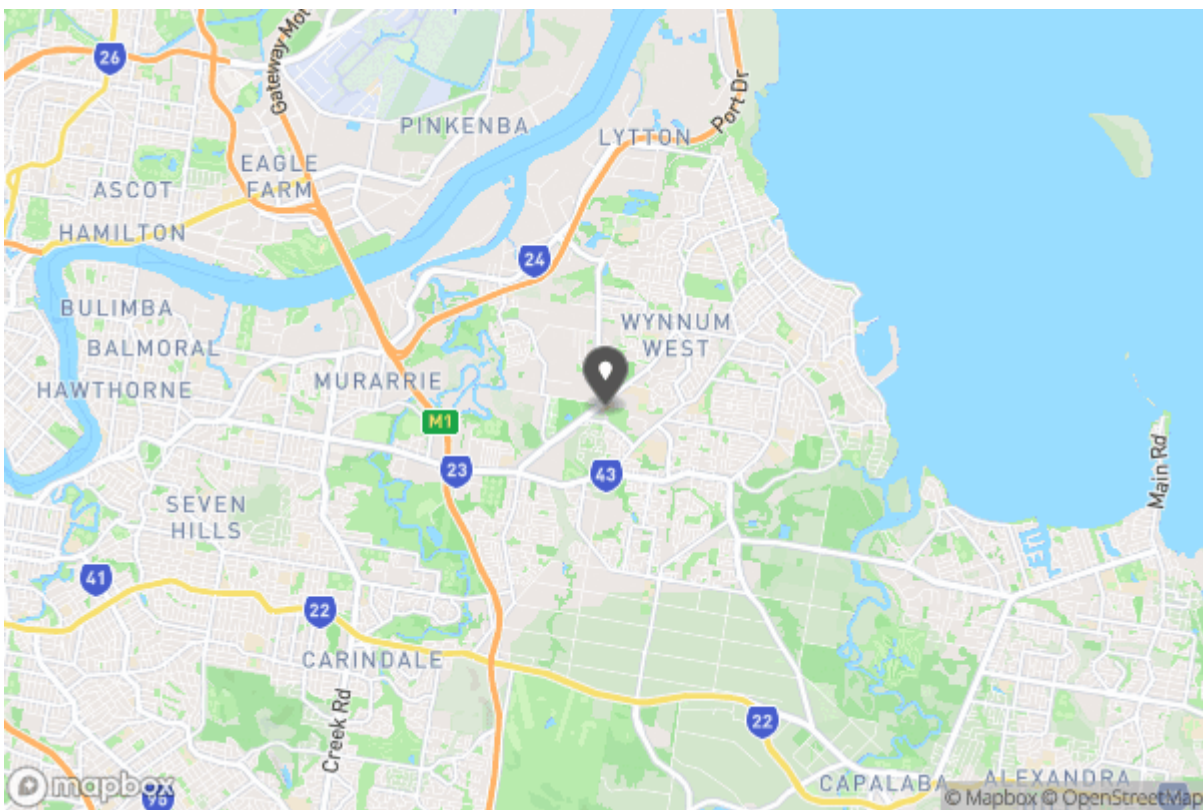 26
Gateway Mot
PINKENBA
LYTTON
Port Dr
EAGLE
FARM
ASCOT
HAMILTON
24
BULIMBA
BALMORAL
HAWTHORNE
WYNNUM
WEST
MURARRIE
M1
23
43
Main Rd
SEVEN
HILLS
41
22
CARINDALE
Creek Rd
22
CAPALABA
ALEXANDRA
mapbox
95
© Mapbox © OpenStreetMap